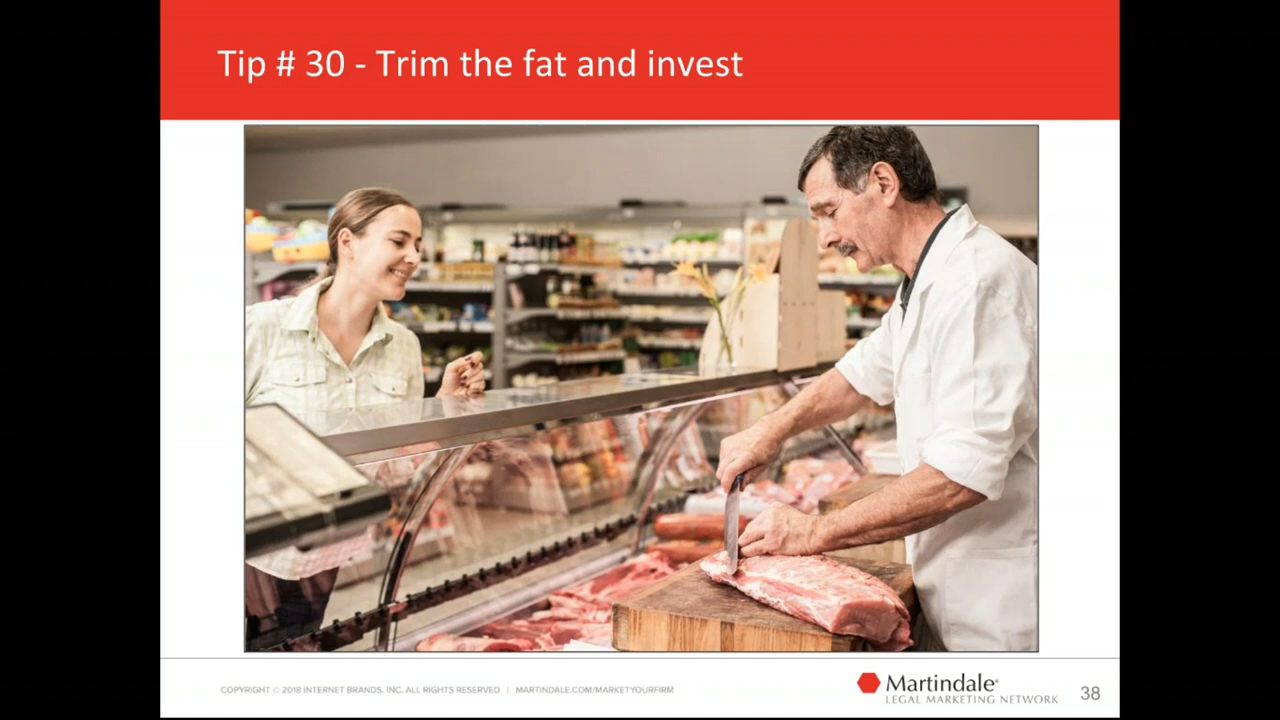 Tip # 30 - Trim the fat and invest
COPYRIGHT © 2018 INTERNET BRANDS, INC. ALL RIGHTS RESERVED | MARTINDALE.COM/MARKETYOURFIRM
Martindale®
LEGAL MARKETING NETWORK
38